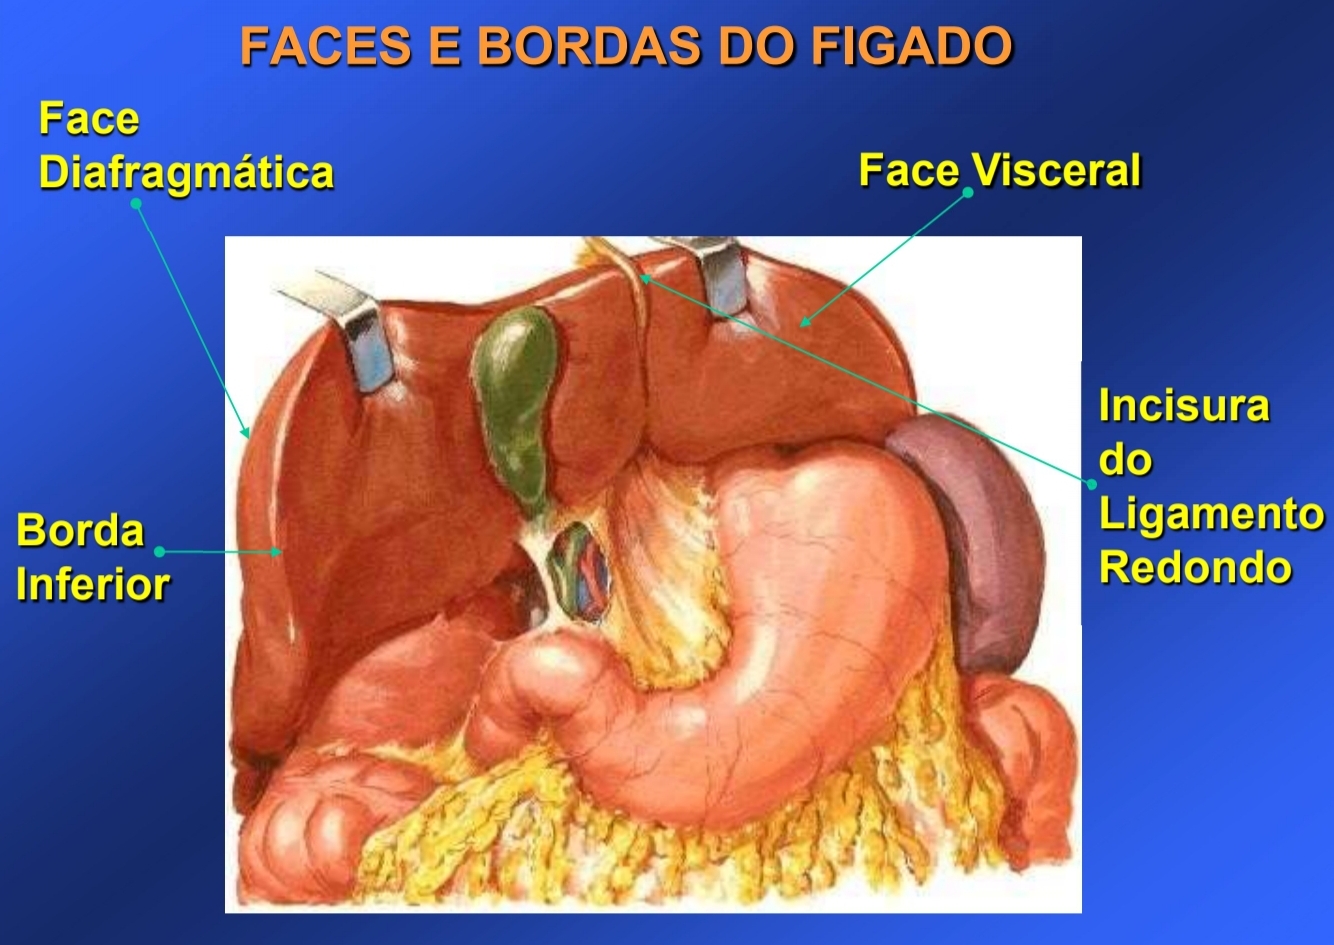 FACES E BORDAS DO FIGADO
Face
Diafragmática
Face Visceral
Incisura
do
Ligamento
Redondo
Borda
Inferior